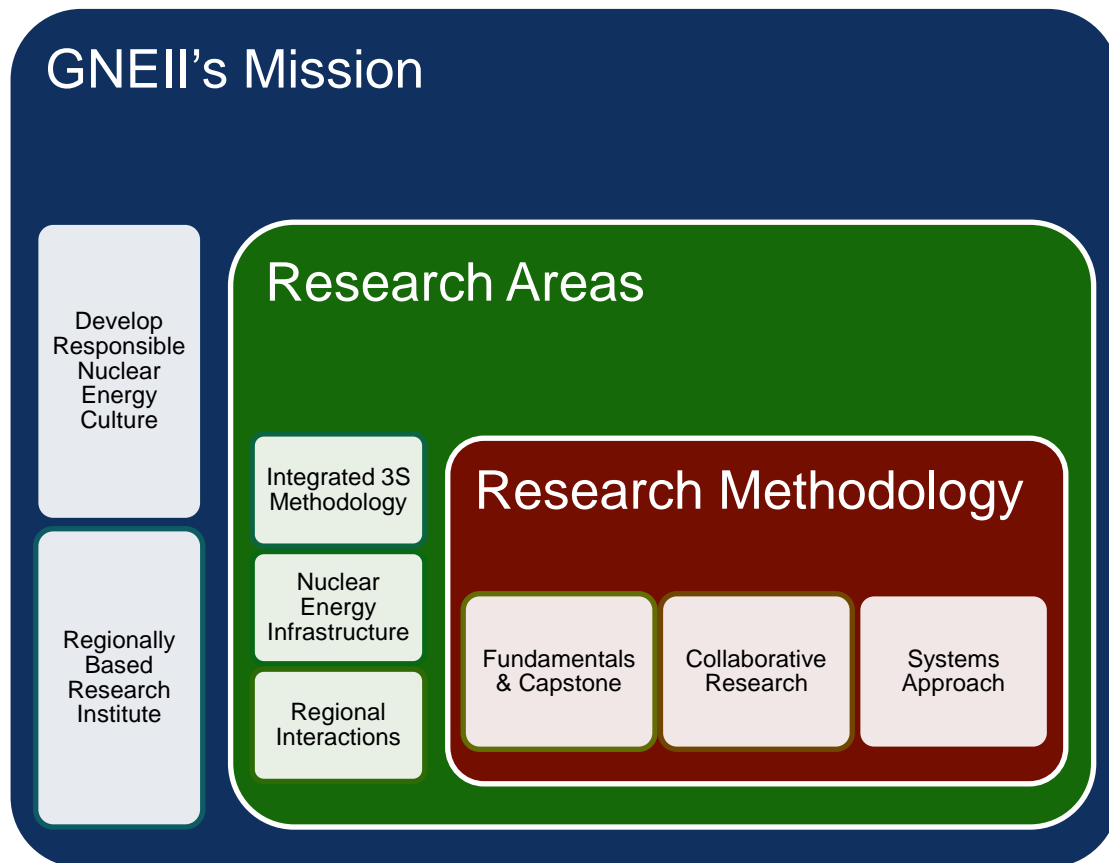 GNEII’s Mission
Develop
Responsible
Nuclear
Energy
Culture
Regionally
Based
Research
Institute
Research Areas
Integrated 3S
Methodology
Nuclear
Energy
Infrastructure
Regional
Interactions
Research Methodology
Fundamentals
& Capstone
Collaborative
Research
Systems
Approach